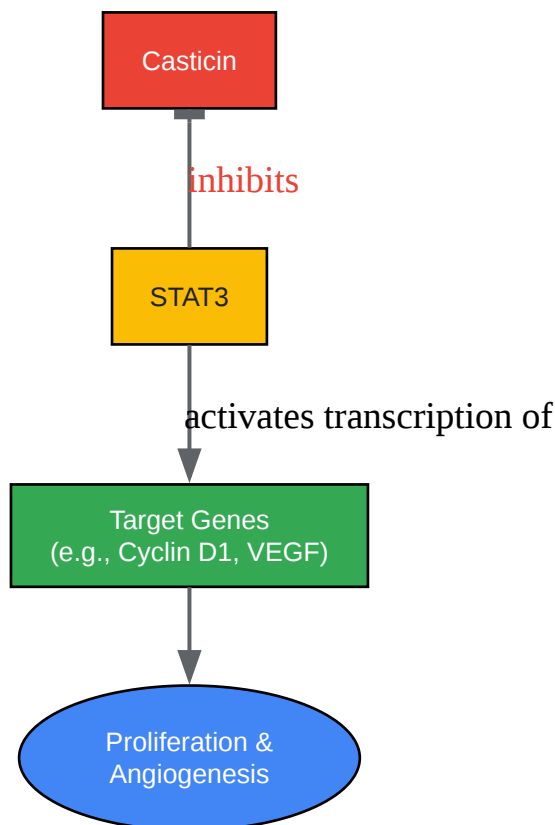 Casticin
inhibits
STAT3
activates transcription of
Target Genes
(e.g., Cyclin D1, VEGF)
Proliferation &
Angiogenesis